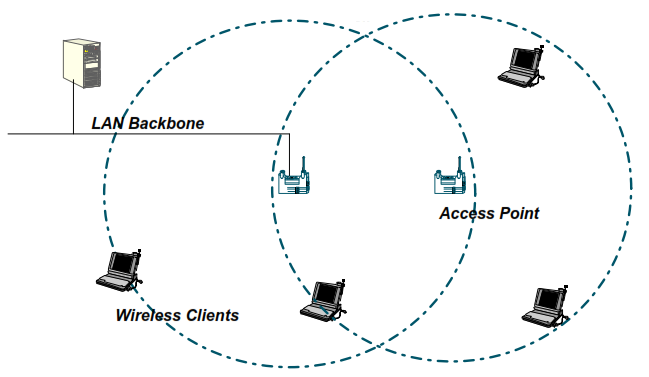 LAN Backbone
Access Point
Wireless Clients